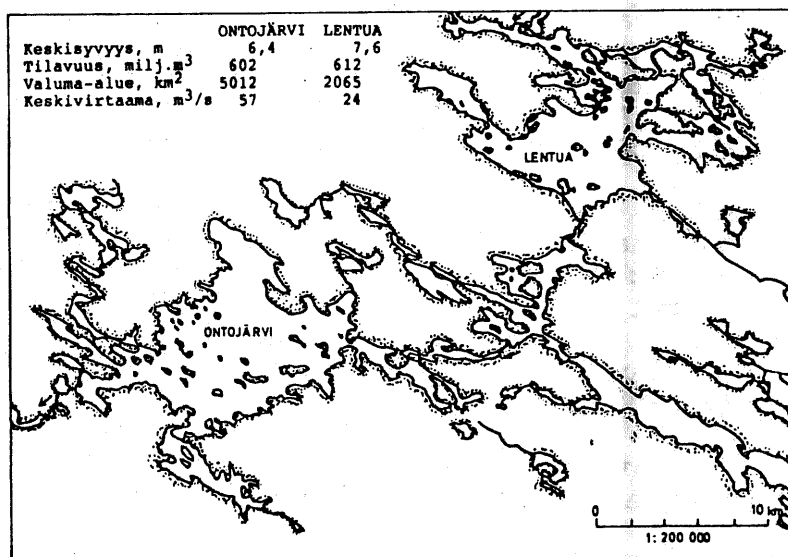 ONTOJÄRVI LENTUA
Keskisyvyys, m 6,4 7,6
Tilavuus, milj.m³ 602 612
Valuma-alue, km² 5012 2065
Keskivirtaama, m³/s 57 24
LENTUA
ONTOJÄRVI
0 10 km
1: 200 000